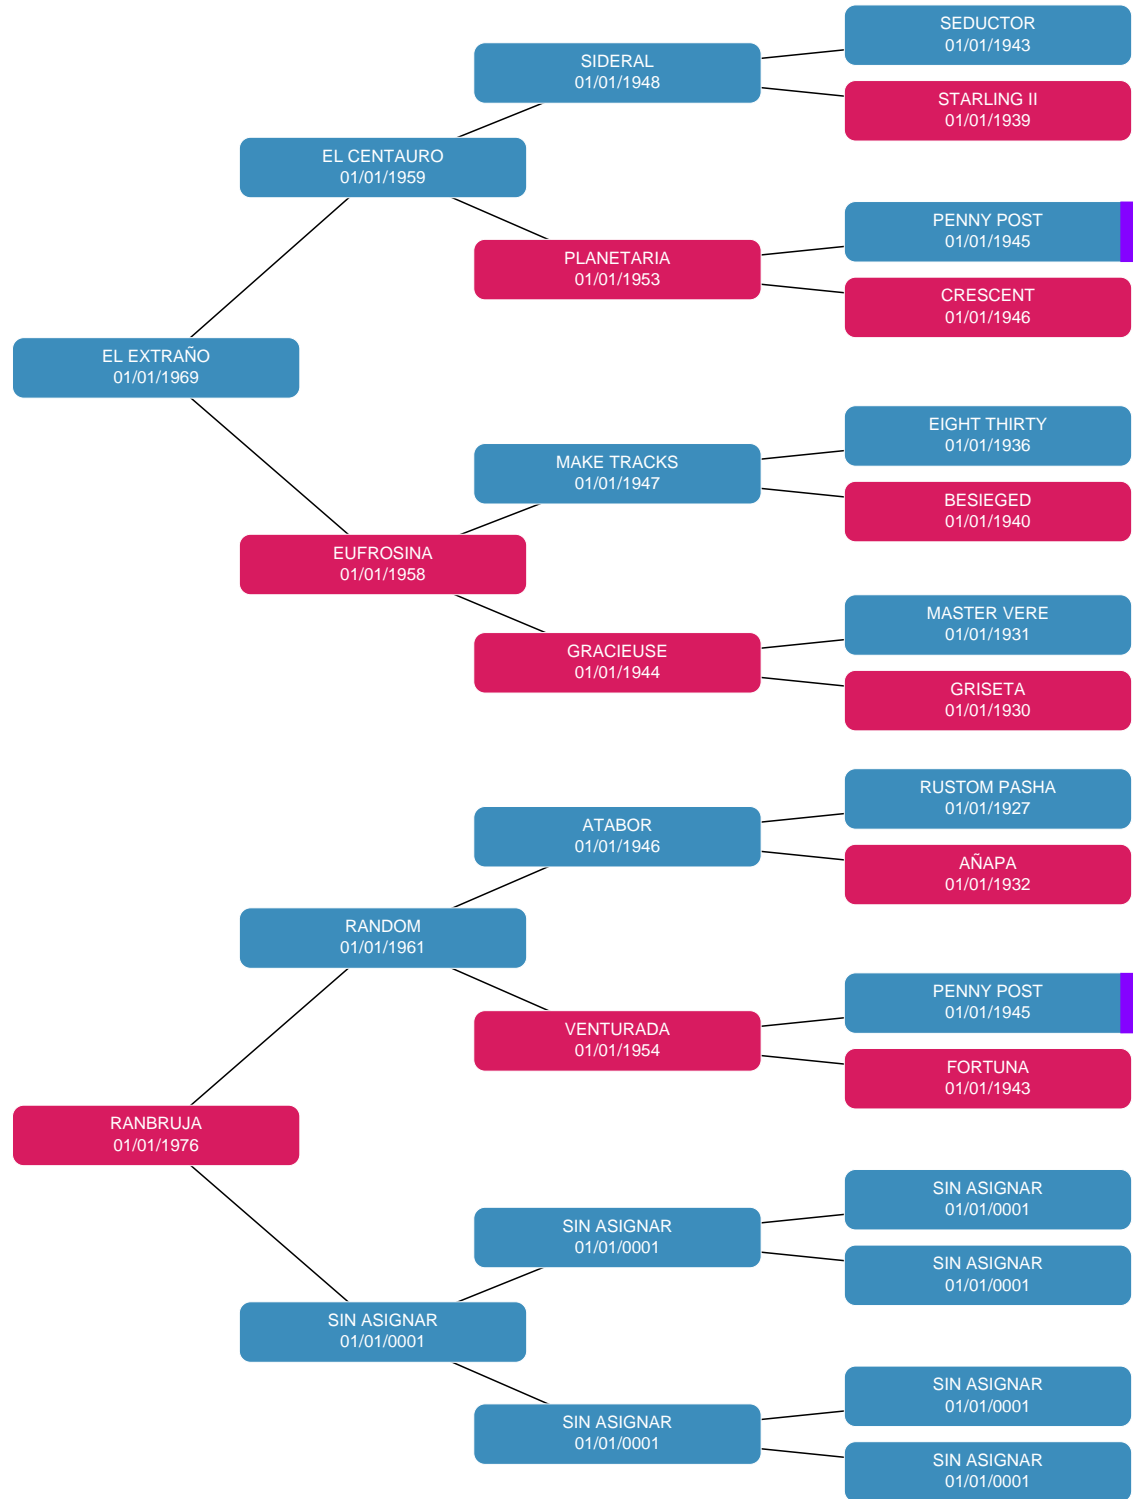 SEDUCTOR
01/01/1943
SIDERAL
01/01/1948
STARLING II
01/01/1939
EL CENTAURO
01/01/1959
PENNY POST
01/01/1945
PLANETARIA
01/01/1953
CRESCENT
01/01/1946
EL EXTRAÑO
01/01/1969
EIGHT THIRTY
01/01/1936
MAKE TRACKS
01/01/1947
BESIEGED
01/01/1940
EUFROSINA
01/01/1958
MASTER VERE
01/01/1931
GRACIEUSE
01/01/1944
GRISETA
01/01/1930
RUSTOM PASHA
01/01/1927
ATABOR
01/01/1946
AÑAPA
01/01/1932
RANDOM
01/01/1961
PENNY POST
01/01/1945
VENTURADA
01/01/1954
FORTUNA
01/01/1943
RANBRUJA
01/01/1976
SIN ASIGNAR
01/01/0001
SIN ASIGNAR
01/01/0001
SIN ASIGNAR
01/01/0001
SIN ASIGNAR
01/01/0001
SIN ASIGNAR
01/01/0001
SIN ASIGNAR
01/01/0001
SIN ASIGNAR
01/01/0001